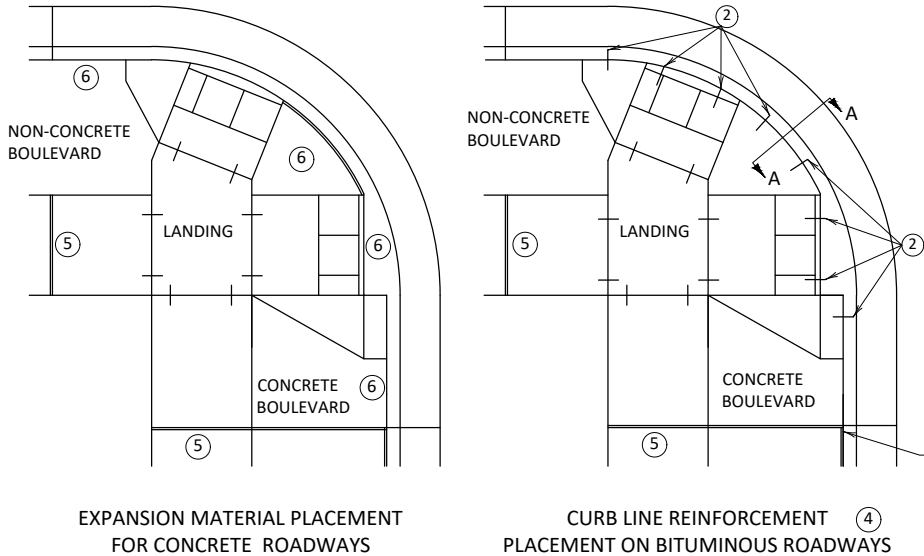 2
6
A
NON-CONCRETE
BOULEVARD
6
A
LANDING
5
6
CONCRETE
BOULEVARD
6
5
NON-CONCRETE
BOULEVARD
LANDING
5
2
CONCRETE
BOULEVARD
5
EXPANSION MATERIAL PLACEMENT
FOR CONCRETE ROADWAYS
CURB LINE REINFORCEMENT 4
PLACEMENT ON BITUMINOUS ROADWAYS